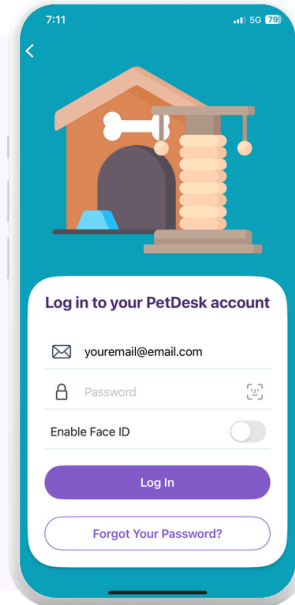 7:11 5G 79
Log in to your PetDesk account
youremail@email.com
Password
Enable Face ID
Log In
Forgot Your Password?